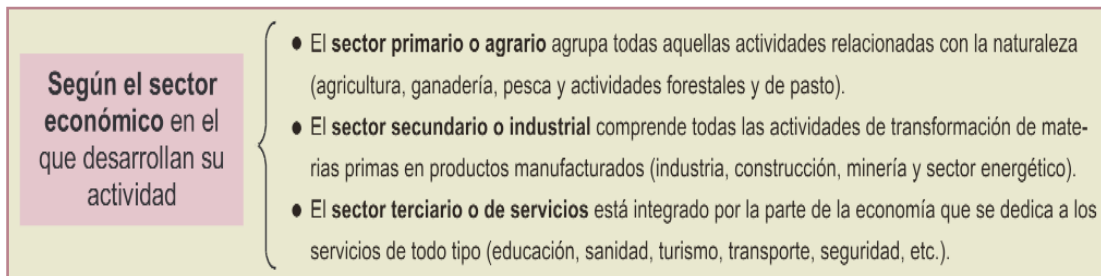 Según el sector
económico en el
que desarrollan su
actividad
● El sector primario o agrario agrupa todas aquellas actividades relacionadas con la naturaleza
(agricultura, ganadería, pesca y actividades forestales y de pasto).
● El sector secundario o industrial comprende todas las actividades de transformación de mate-
rias primas en productos manufacturados (industria, construcción, minería y sector energético).
● El sector terciario o de servicios está integrado por la parte de la economía que se dedica a los
servicios de todo tipo (educación, sanidad, turismo, transporte, seguridad, etc.).